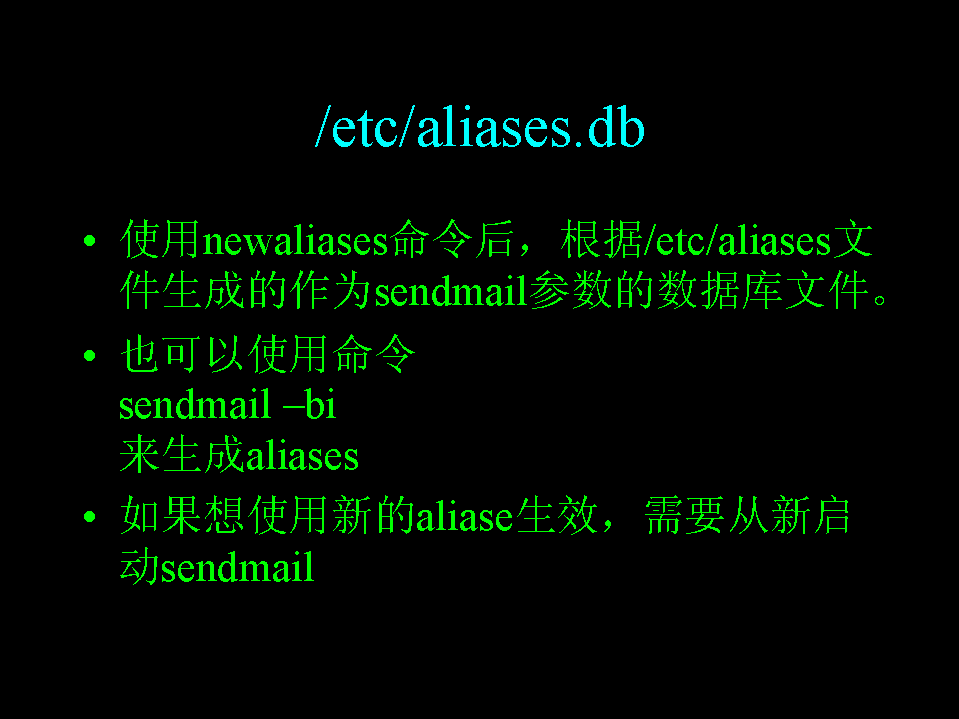 /etc/aliases.db
• 使用newaliases命令后，根据/etc/aliases文
件生成的作为sendmail参数的数据库文件。
• 也可以使用命令
sendmail –bi
来生成aliases
• 如果想使用新的aliase生效，需要从新启
动sendmail